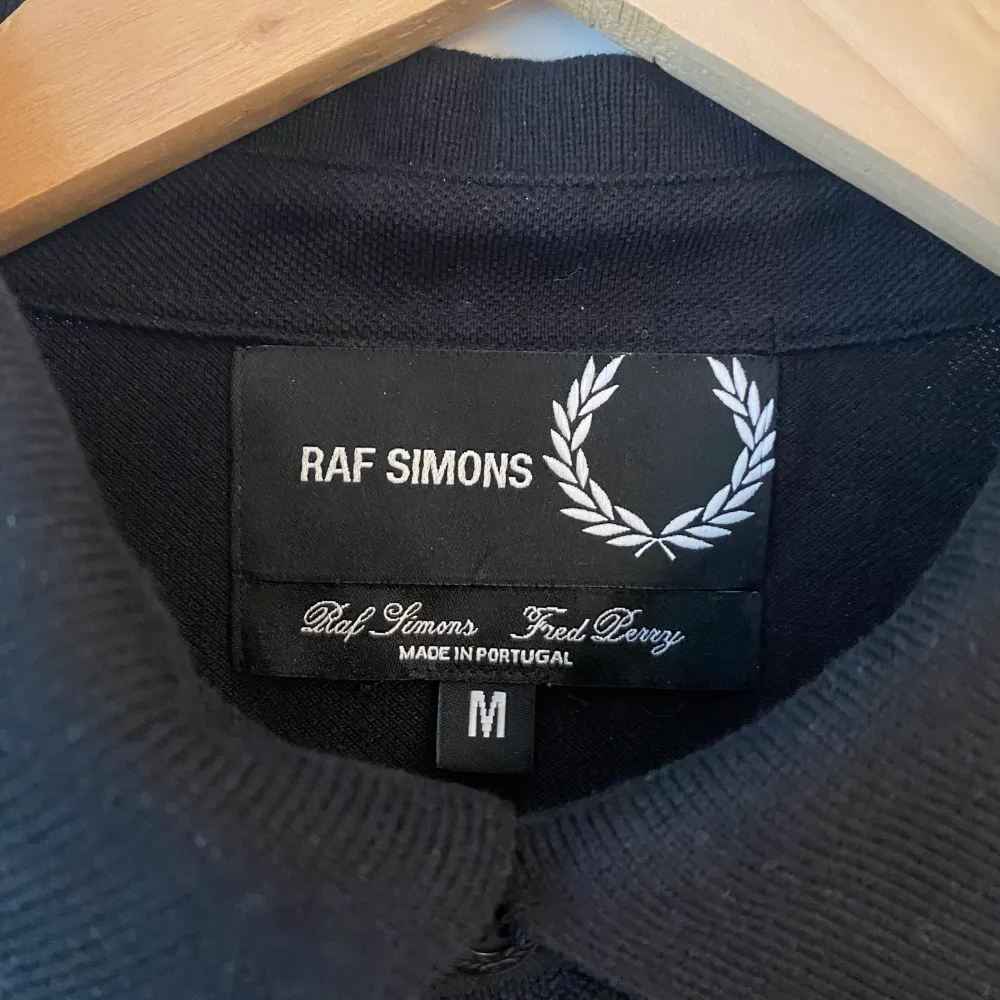 RAF SIMONS
Raf Simons Fred Perry
MADE IN PORTUGAL
M